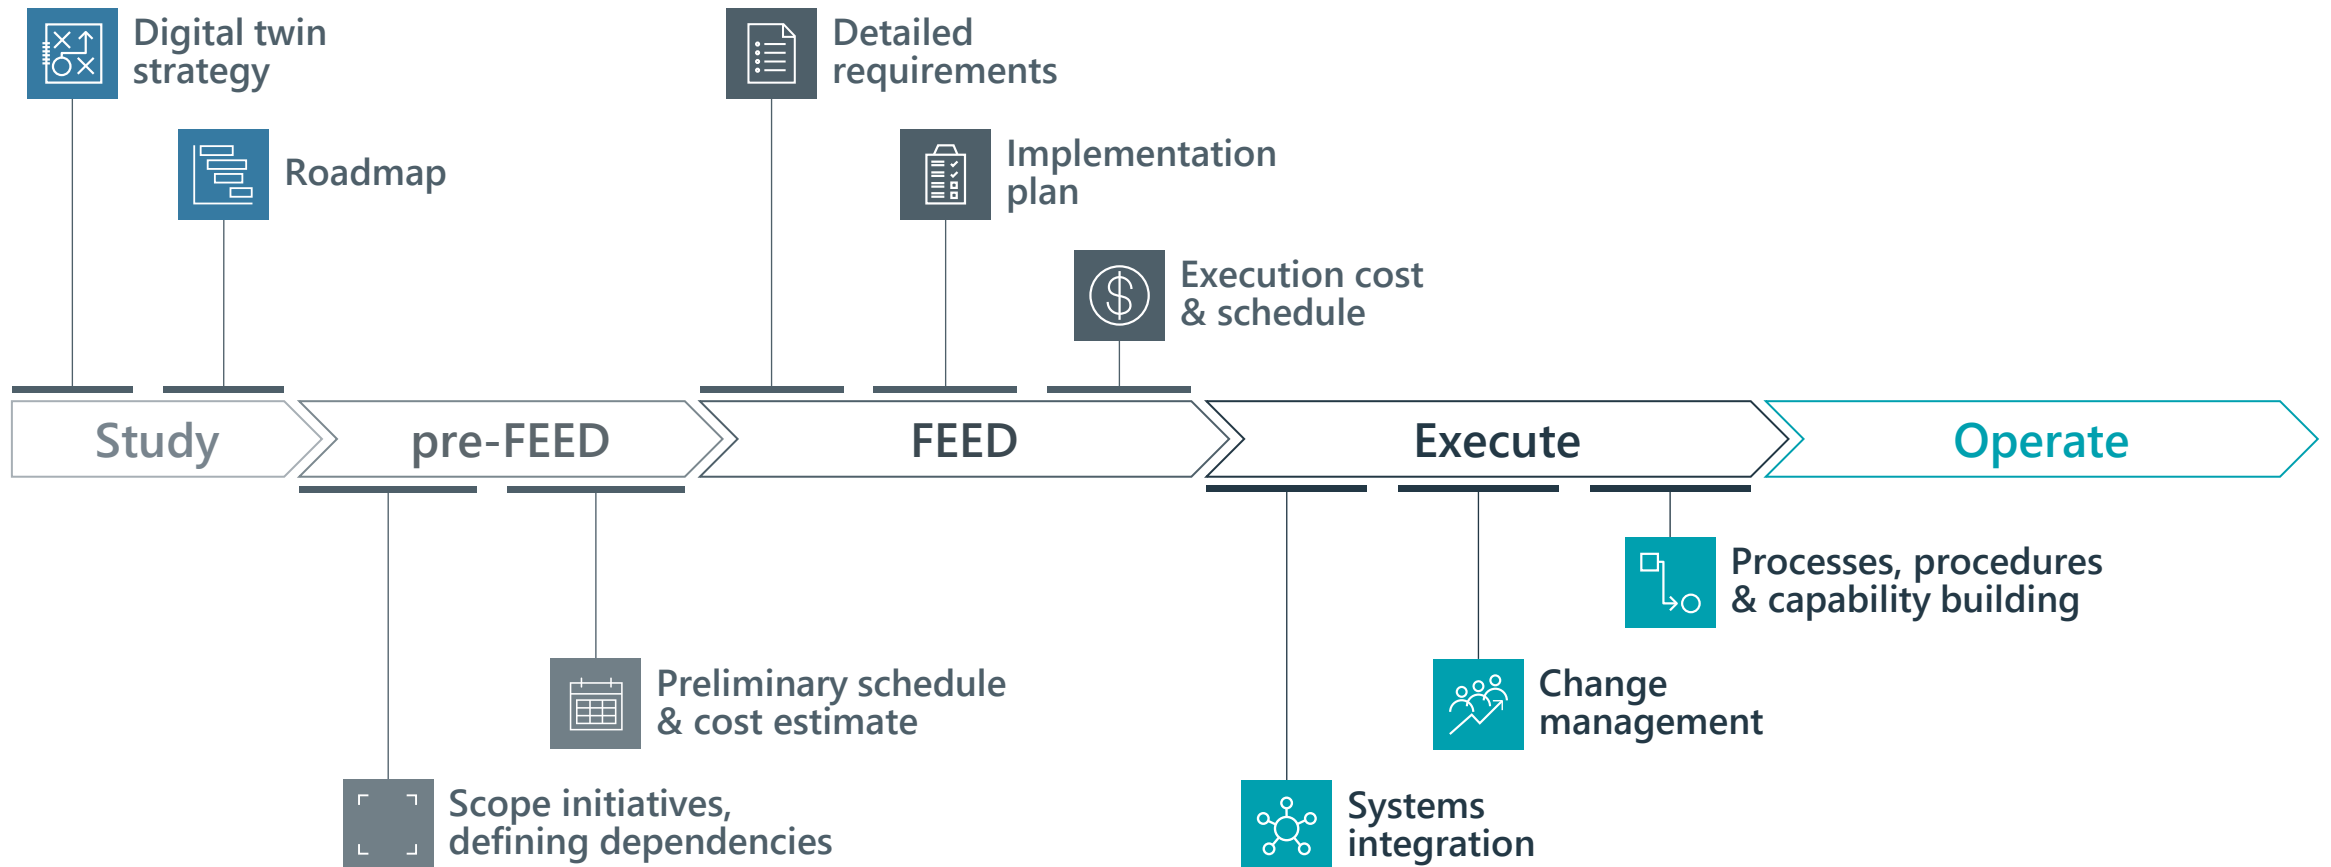 Digital twin
strategy
Roadmap
Detailed
requirements
Implementation
plan
Execution cost
& schedule
Study
pre-FEED
FEED
Execute
Operate
Scope initiatives,
defining dependencies
Preliminary schedule
& cost estimate
Systems
integration
Change
management
Processes, procedures
& capability building